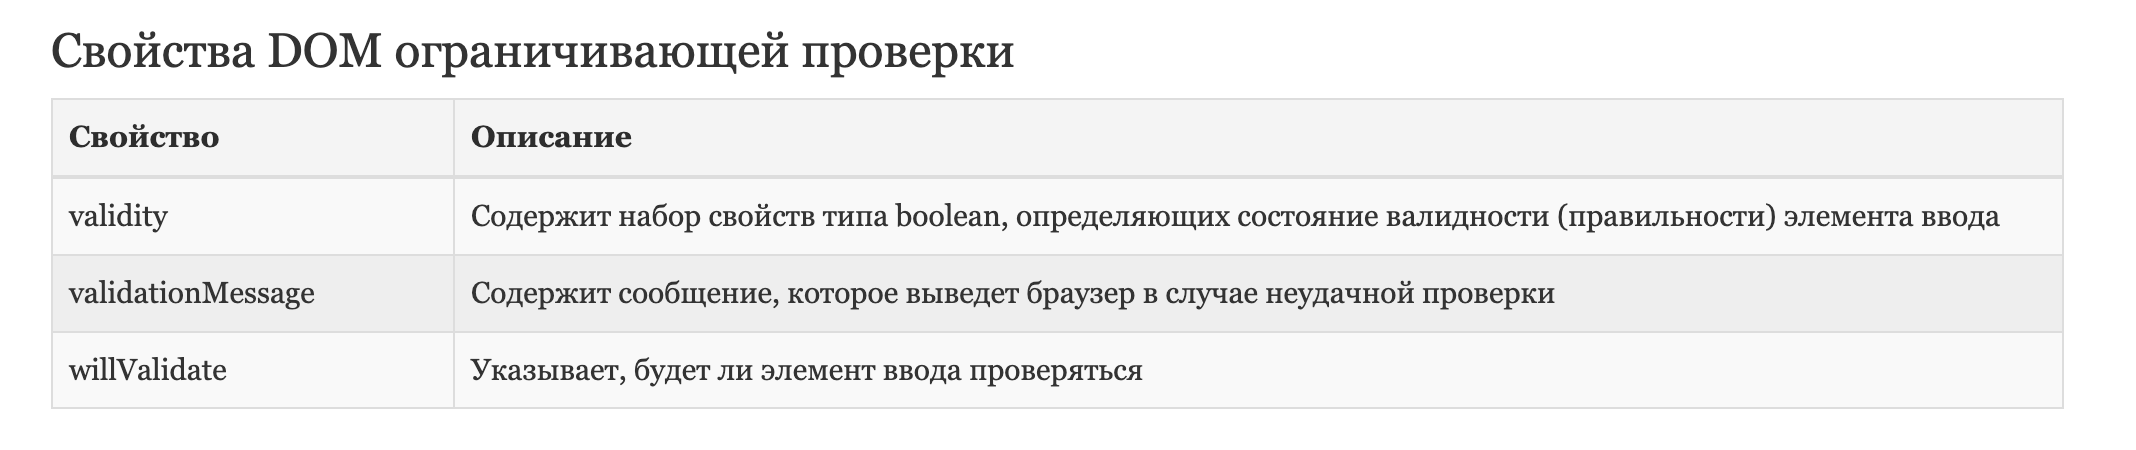 Свойства DOM ограничивающей проверки
Свойство Описание
validity Содержит набор свойств типа boolean, определяющих состояние валидности (правильности) элемента ввода
validationMessage Содержит сообщение, которое выведет браузер в случае неудачной проверки
willValidate Указывает, будет ли элемент ввода проверяться